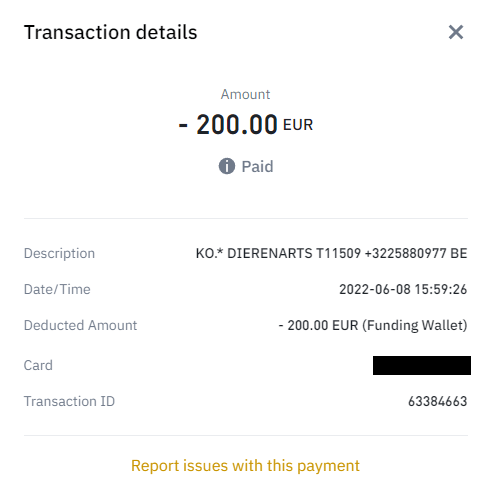 Transaction details
Amount
- 200.00 EUR
Paid
Description KO.* DIERENARTS T11509 +3225880977 BE
Date/Time 2022-06-08 15:59:26
Deducted Amount - 200.00 EUR (Funding Wallet)
Card
Transaction ID 63384663
Report issues with this payment